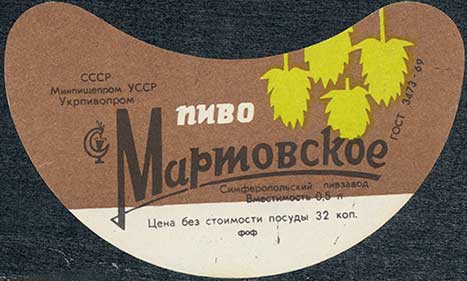 СССР
Минпищепром УССР
Укрпивопром
пиво
Мартовское
ГОСТ 3473-69
Симферопольский пивзавод
Вместимость 0,5 л
Цена без стоимости посуды 32 коп.
фоф